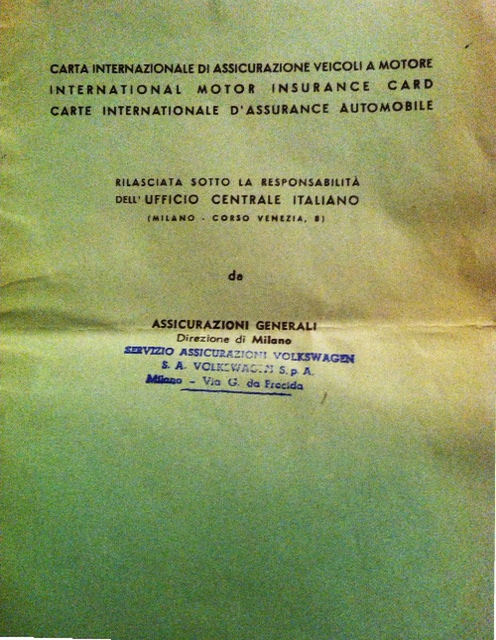 CARTA INTERNAZIONALE DI ASSICURAZIONE VEICOLI A MOTORE
INTERNATIONAL MOTOR INSURANCE CARD
CARTE INTERNATIONALE D'ASSURANCE AUTOMOBILE
RILASCIATA SOTTO LA RESPONSABILITÀ
DELL' UFFICIO CENTRALE ITALIANO
(MILANO - CORSO VENEZIA, 8)
da
ASSICURAZIONI GENERALI
Direzione di Milano
SERVIZIO ASSICURAZIONI VOLKSWAGEN
S. A. VOLKSWAGEN S. p. A.
Milano - Via G. da Procida